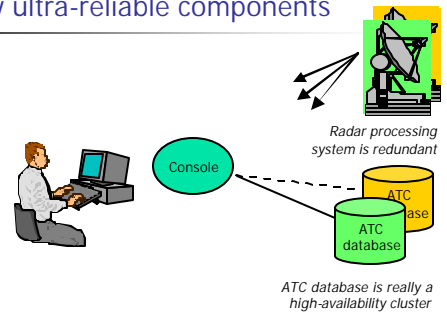 ultra-reliable components
Radar processing
system is redundant
Console
ATC
ATC
database
ATC database is really a
high-availability cluster